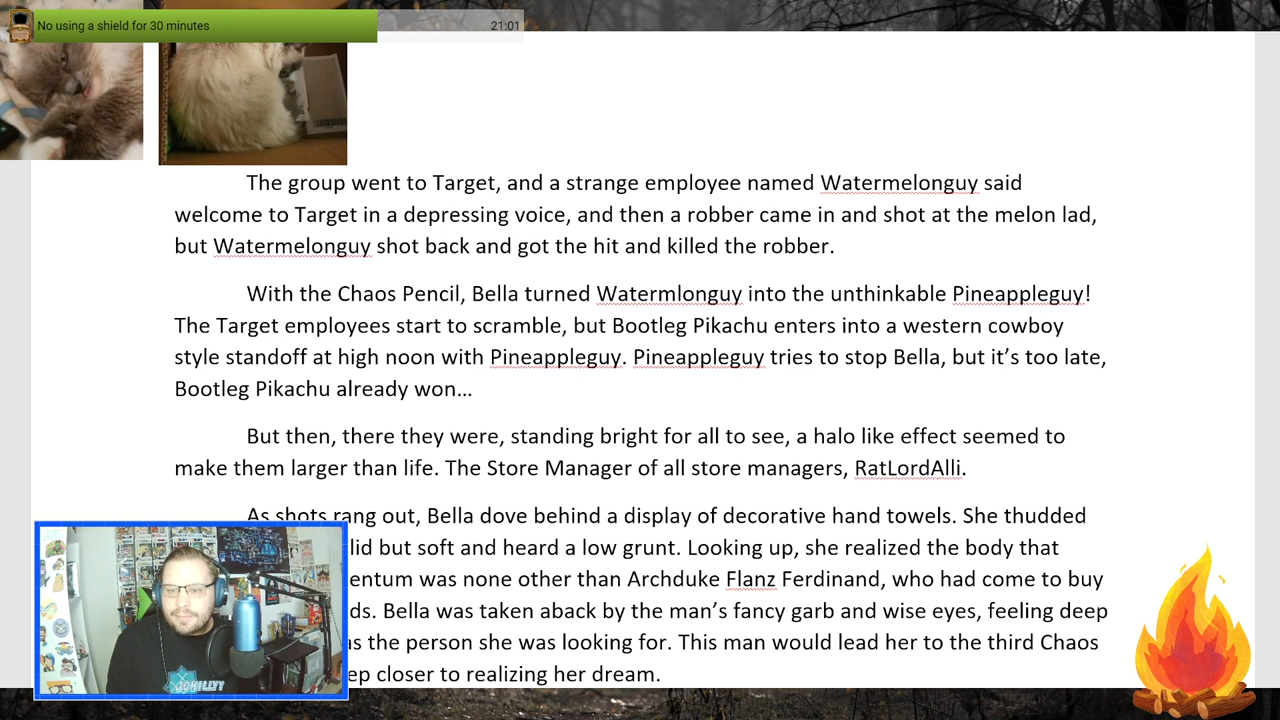 No using a shield for 30 minutes 21:01
The group went to Target, and a strange employee named Watermelonguy said
welcome to Target in a depressing voice, and then a robber came in and shot at the melon lad,
but Watermelonguy shot back and got the hit and killed the robber.
With the Chaos Pencil, Bella turned Watermlonguy into the unthinkable Pineappleguy!
The Target employees start to scramble, but Bootleg Pikachu enters into a western cowboy
style standoff at high noon with Pineappleguy. Pineappleguy tries to stop Bella, but it's too late,
Bootleg Pikachu already won…
But then, there they were, standing bright for all to see, a halo like effect seemed to
make them larger than life. The Store Manager of all store managers, RatLordAlli.
As shots rang out, Bella dove behind a display of decorative hand towels. She thudded
lid but soft and heard a low grunt. Looking up, she realized the body that
entum was none other than Archduke Flanz Ferdinand, who had come to buy
ds. Bella was taken aback by the man's fancy garb and wise eyes, feeling deep
as the person she was looking for. This man would lead her to the third Chaos
ep closer to realizing her dream.